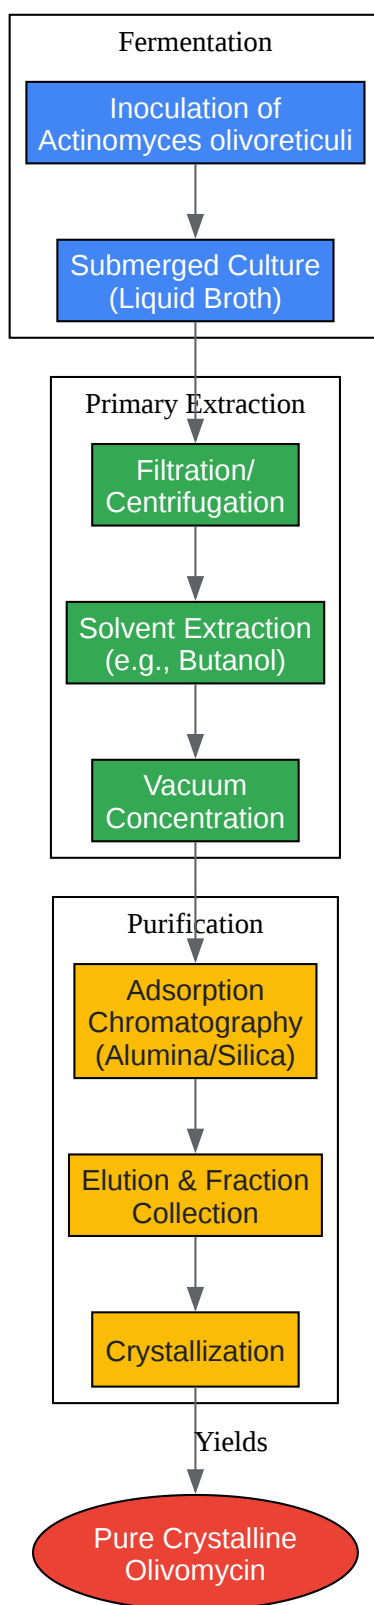 Fermentation
Inoculation of
Actinomyces olivoreticuli
Submerged Culture
(Liquid Broth)
Primary Extraction
Filtration/
Centrifugation
Solvent Extraction
(e.g., Butanol)
Vacuum
Concentration
Purification
Adsorption
Chromatography
(Alumina/Silica)
Elution & Fraction
Collection
Crystallization
Yields
Pure Crystalline
Olivomycin